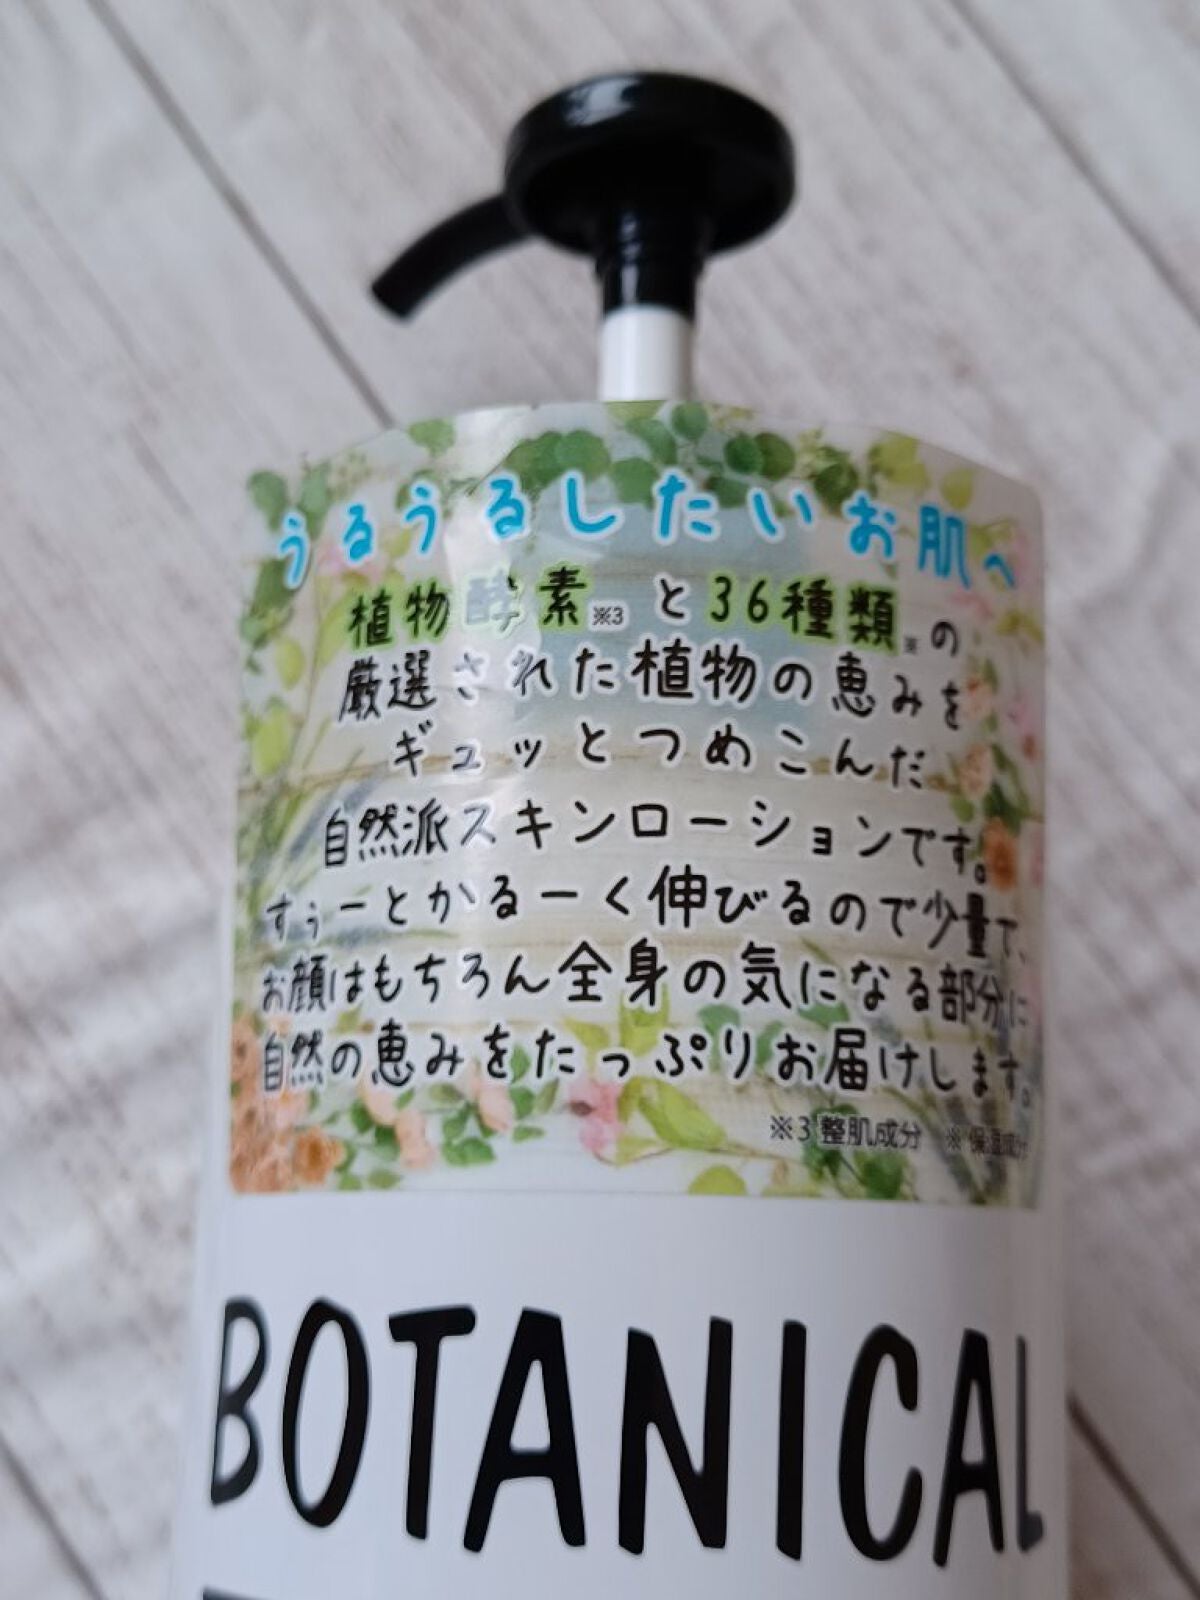 うるうるしたいお肌へ
植物酵素※3と36種類※の
厳選された植物の恵みを
ギュッとつめこんだ
自然派スキンローションです。
すぅーとかるーく伸びるので少量で、
お顔はもちろん全身の気になる部分に
自然の恵みをたっぷりお届けします。
※3 整肌成分 ※ 保湿成分
BOTANICAL